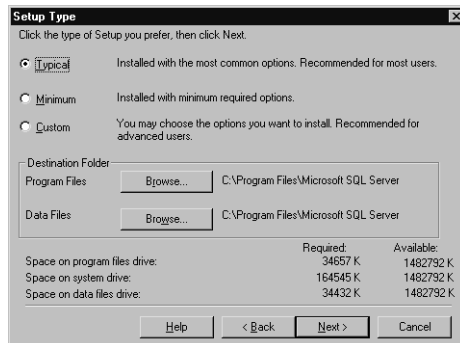 Setup Type
Click the type of Setup you prefer, then click Next.
Typical Installed with the most common options. Recommended for most users.
Minimum Installed with minimum required options.
Custom You may choose the options you want to install. Recommended for
advanced users.
Destination Folder
Program Files Browse... C:\Program Files\Microsoft SQL Server
Data Files Browse... C:\Program Files\Microsoft SQL Server
Required: Available:
Space on program files drive: 34657 K 1482792 K
Space on system drive: 164545 K 1482792 K
Space on data files drive: 34432 K 1482792 K
Help < Back Next > Cancel